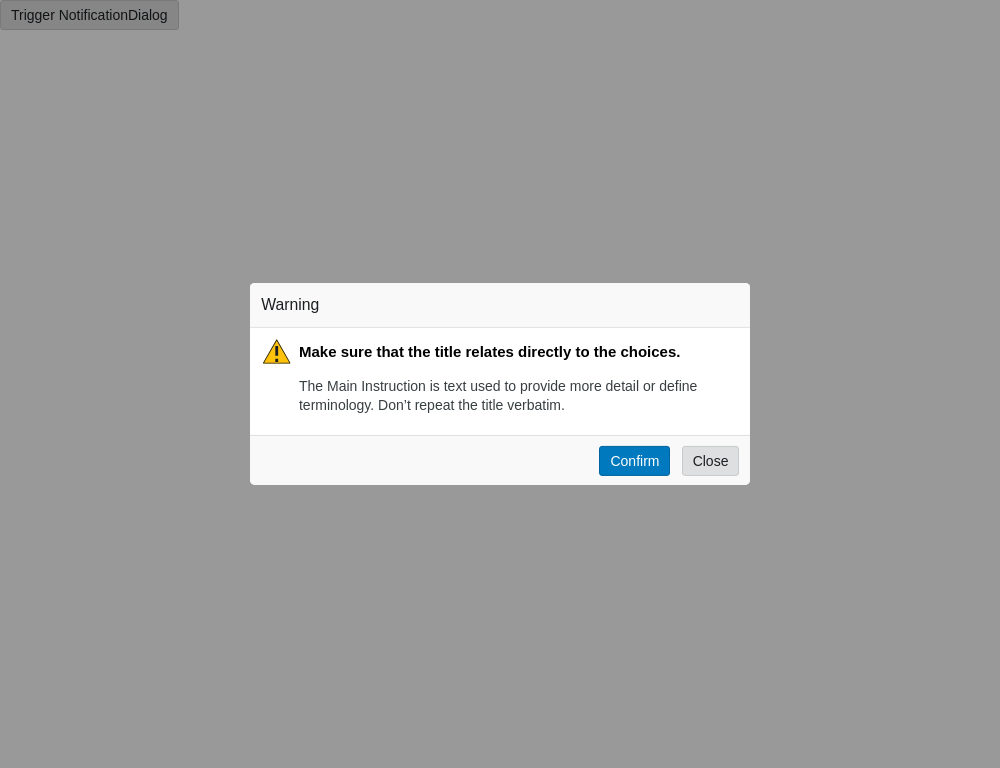 Trigger NotificationDialog
Warning
Make sure that the title relates directly to the choices.
The Main Instruction is text used to provide more detail or define
terminology. Don’t repeat the title verbatim.
Confirm Close